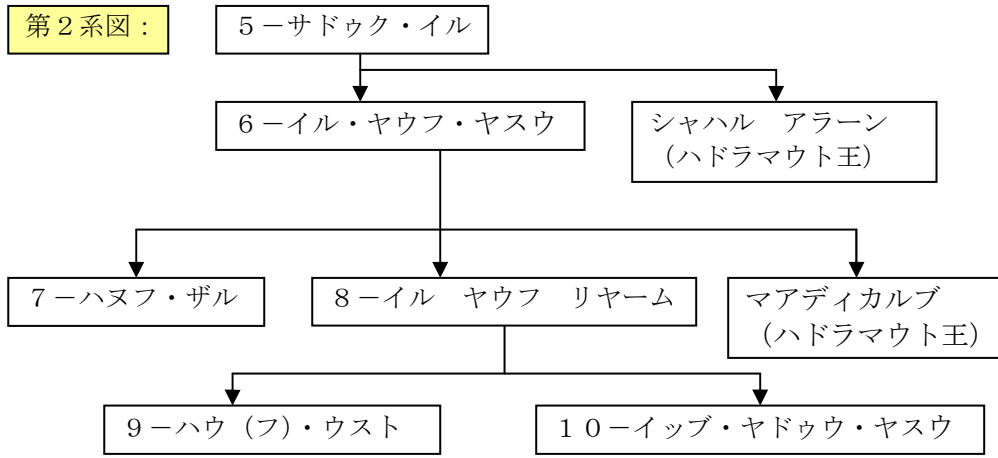 第２系図：
５－サドゥク・イル
６－イル・ヤウフ・ヤスウ
シャハル　アラーン
（ハドラマウト王）
７－ハヌフ・ザル
８－イル　ヤウフ　リヤーム
マアディカルブ
（ハドラマウト王）
９－ハウ（フ）・ウスト
１０－イッブ・ヤドゥウ・ヤスウ